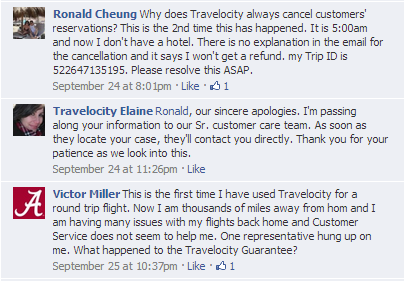 Ronald Cheung Why does Travelocity always cancel customers'
reservations? This is the 2nd time this has happened. It is 5:00am
and now I don't have a hotel. There is no explanation in the email for
the cancellation and it says I won't get a refund. my Trip ID is
522647135195. Please resolve this ASAP.
September 24 at 8:01pm · Like · 1
Travelocity Elaine Ronald, our sincere apologies. I'm passing
along your information to our Sr. customer care team. As soon as
they locate your case, they'll contact you directly. Thank you for your
patience as we look into this.
September 24 at 11:26pm · Like
Victor Miller This is the first time I have used Travelocity for a
round trip flight. Now I am thousands of miles away from hom and I
am having many issues with my flights back home and Customer
Service does not seem to help me. One representative hung up on
me. What happened to the Travelocity Guarantee?
September 25 at 10:37pm · Like · 1
A